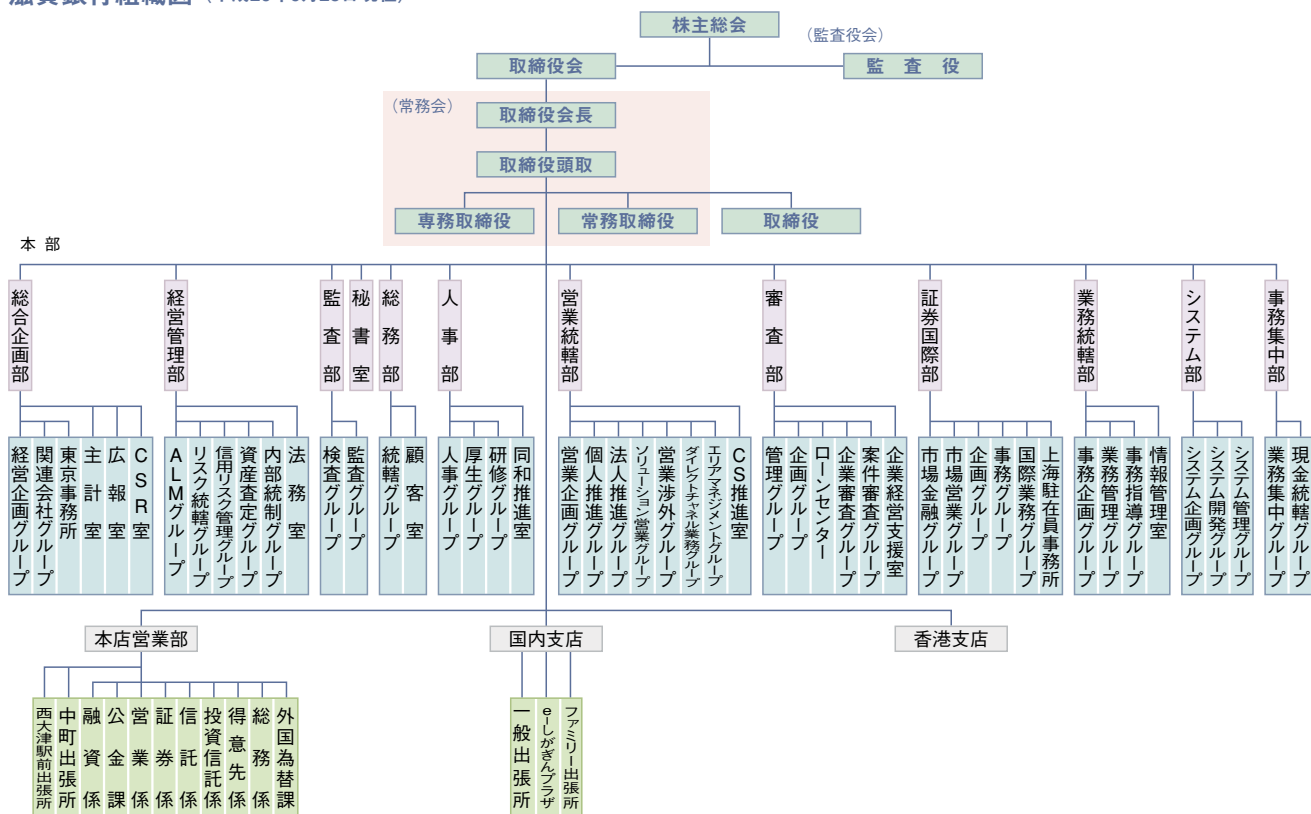 株主総会
(監査役会)
取締役会
監査役
(常務会)
取締役会長
取締役頭取
専務取締役
常務取締役
取締役
本部
総合企画部
経営管理部
監査部
秘書室
総務部
人事部
営業統轄部
審査部
証券国際部
業務統轄部
システム部
事務集中部
経営企画グループ
関連会社グループ
東京事務所
主計室
広報室
CSR室
ALMグループ
リスク統轄グループ
信用リスク管理グループ
資産査定グループ
内部統制グループ
法務室
検査グループ
監査グループ
統轄グループ
顧客室
人事グループ
厚生グループ
研修グループ
同和推進室
営業企画グループ
個人推進グループ
法人推進グループ
ソリューション営業グループ
営業渉外グループ
ダイレクトチャネル業務グループ
エリアマネジメントグループ
CS推進室
管理グループ
企画グループ
ローンセンター
企業審査グループ
案件審査グループ
企業経営支援室
市場金融グループ
市場営業グループ
企画グループ
事務グループ
国際業務グループ
上海駐在員事務所
事務企画グループ
業務管理グループ
事務指導グループ
情報管理室
システム企画グループ
システム開発グループ
システム管理グループ
業務集中グループ
現金統轄グループ
本店営業部
国内支店
香港支店
西大津駅前出張所
中町出張所
融資係
公金課
営業係
証券係
信託係
投資信託係
得意先係
総務係
外国為替課
一般出張所
e-しがぎんプラザ
ファミリー出張所